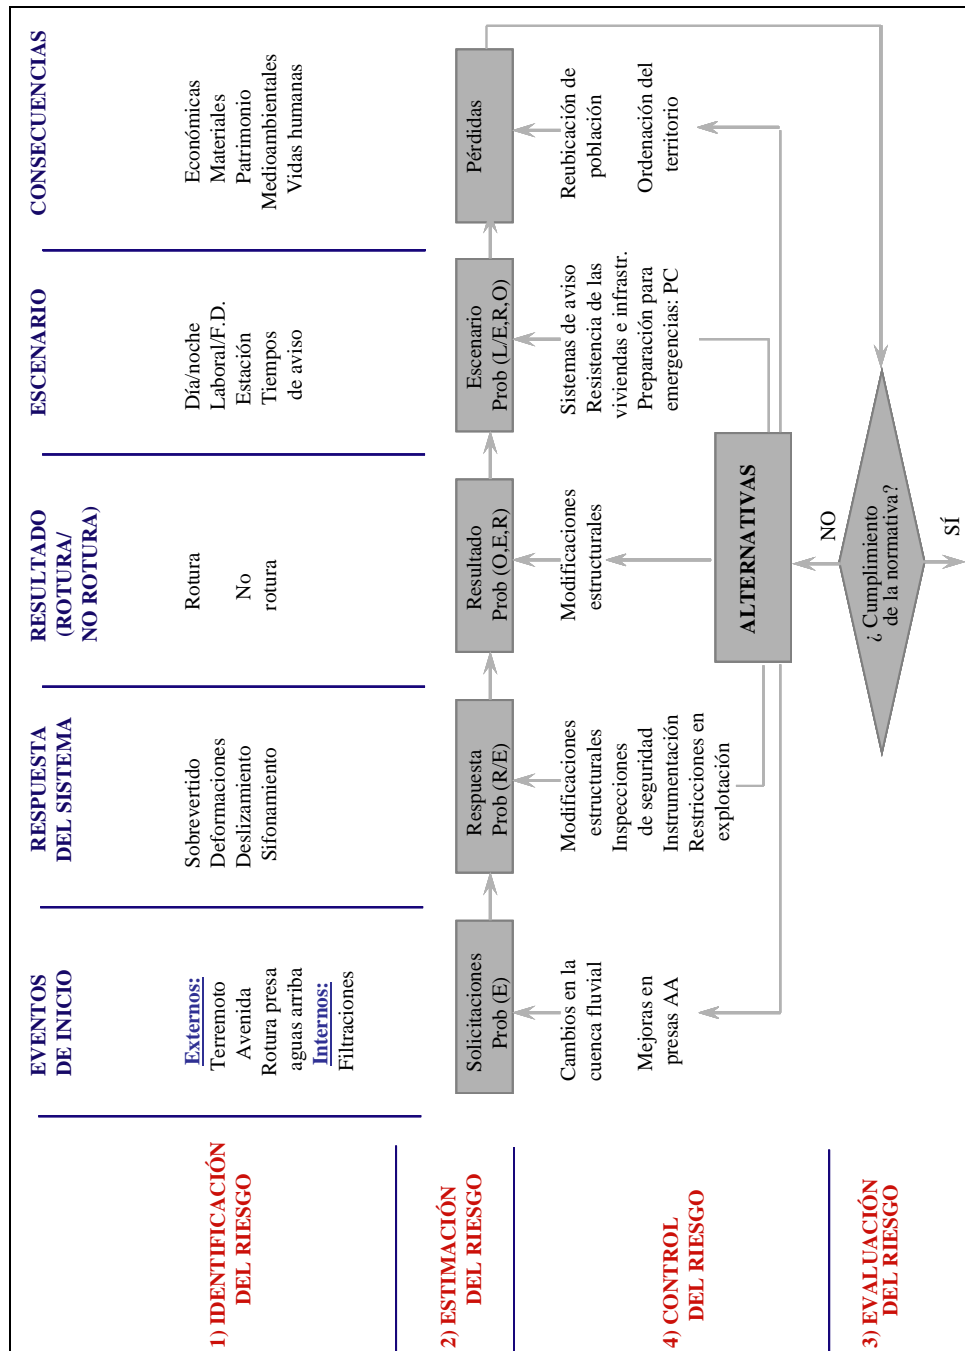 EVENTOS
DE INICIO
RESPUESTA
DEL SISTEMA
RESULTADO
(ROTURA/
NO ROTURA)
ESCENARIO
CONSECUENCIAS
1) IDENTIFICACIÓN
DEL RIESGO
Externos:
Terremoto
Avenida
Rotura presa
aguas arriba
Internos:
Filtraciones
Sobrevertido
Deformaciones
Deslizamiento
Sifonamiento
Rotura
No
rotura
Día/noche
Laboral/F.D.
Estación
Tiempos
de aviso
Económicas
Materiales
Patrimonio
Medioambientales
Vidas humanas
2) ESTIMACIÓN
DEL RIESGO
Solicitaciones
Prob (E)
Respuesta
Prob (R/E)
Resultado
Prob (O,E,R)
Escenario
Prob (L/E,R,O)
Pérdidas
4) CONTROL
DEL RIESGO
Cambios en la
cuenca fluvial
Mejoras en
presas AA
Modificaciones
estructurales
Inspecciones
de seguridad
Instrumentación
Restricciones en
explotación
Modificaciones
estructurales
Sistemas de aviso
Resistencia de las
viviendas e infrastr.
Preparación para
emergencias: PC
Reubicación de
población
Ordenación del
territorio
ALTERNATIVAS
3) EVALUACIÓN
DEL RIESGO
NO
¿ Cumplimiento
de la normativa?
SÍ